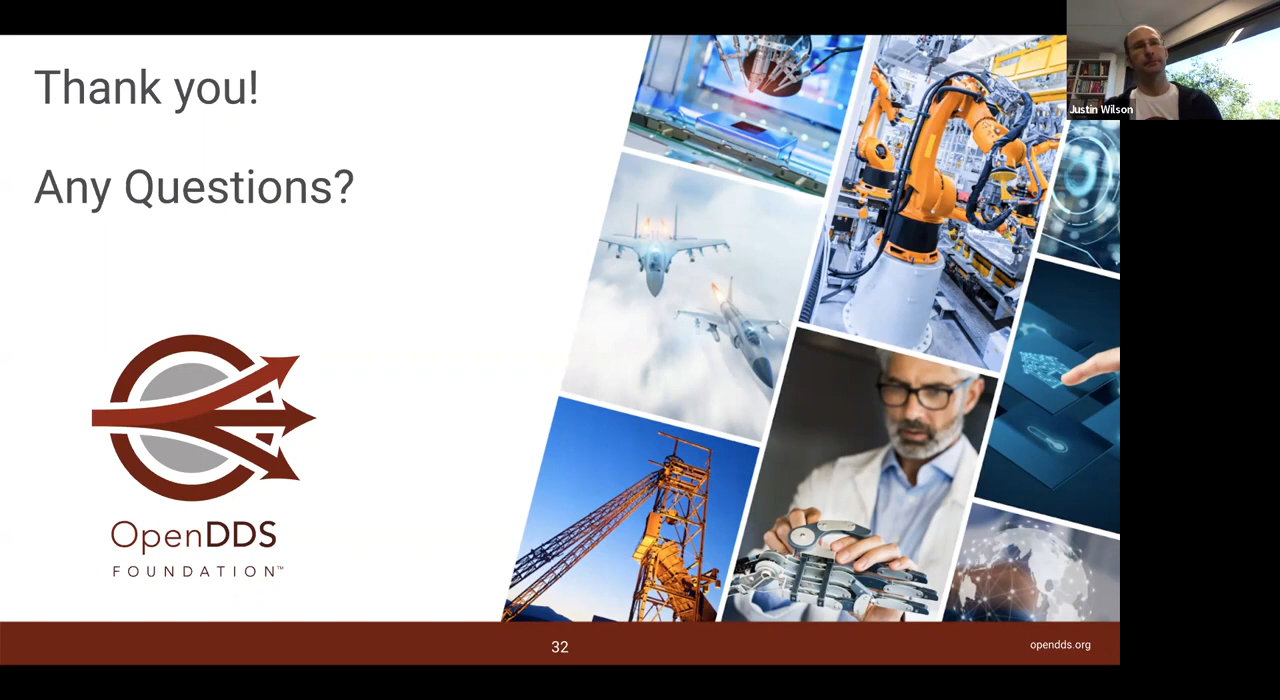 Thank you!
Any Questions?
Justin Wilson
OpenDDS
FOUNDATION™
32
opendds.org